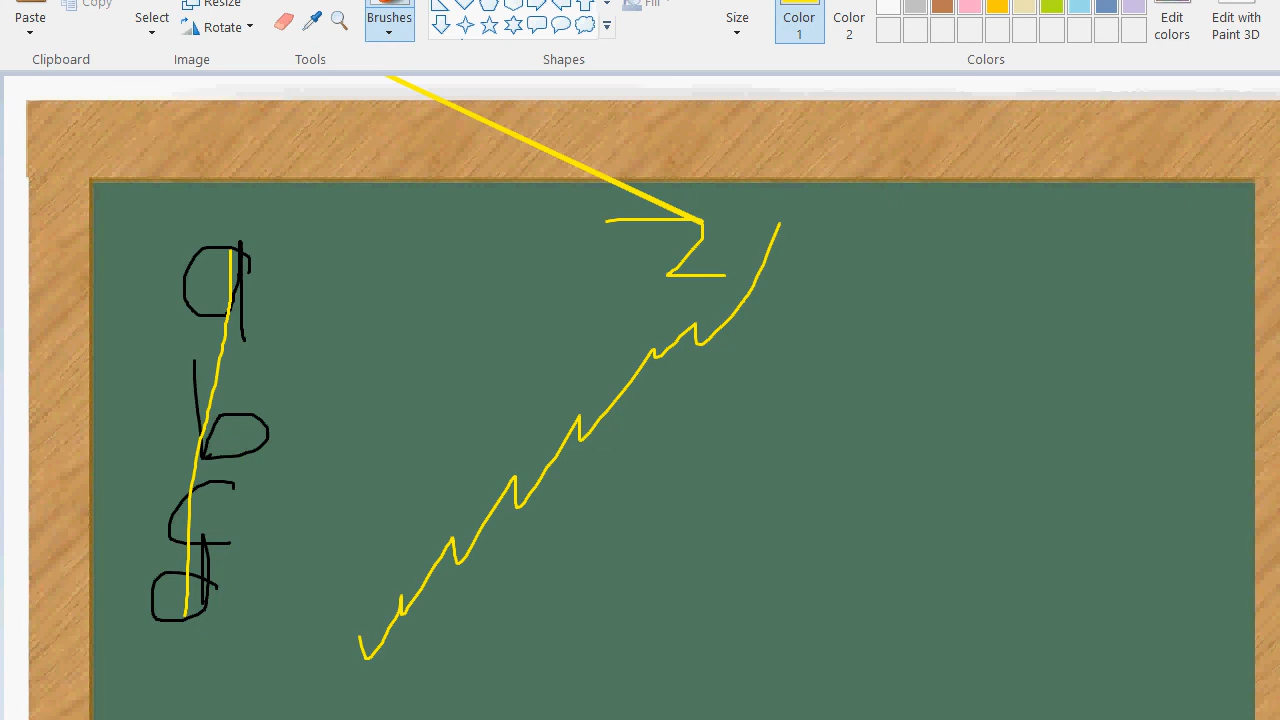 Copy Resize Fill
Paste Select Rotate Brushes Size Color 1 Color 2 Edit colors Edit with Paint 3D
Clipboard Image Tools Shapes Colors
a
b
c
d